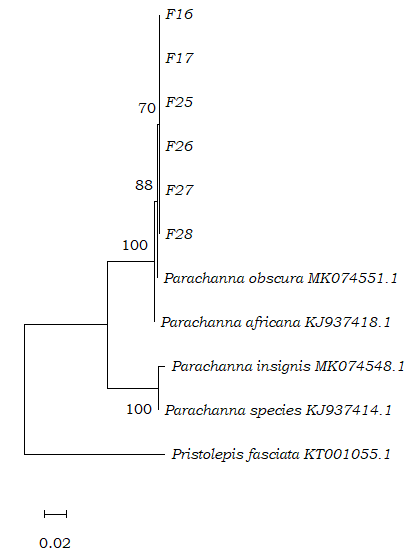 F16
F17
70
F25
F26
88
F27
100
F28
Parachanna obscura MK074551.1
Parachanna africana KJ937418.1
Parachanna insignis MK074548.1
100
Parachanna species KJ937414.1
Pristolepis fasciata KT001055.1
0.02